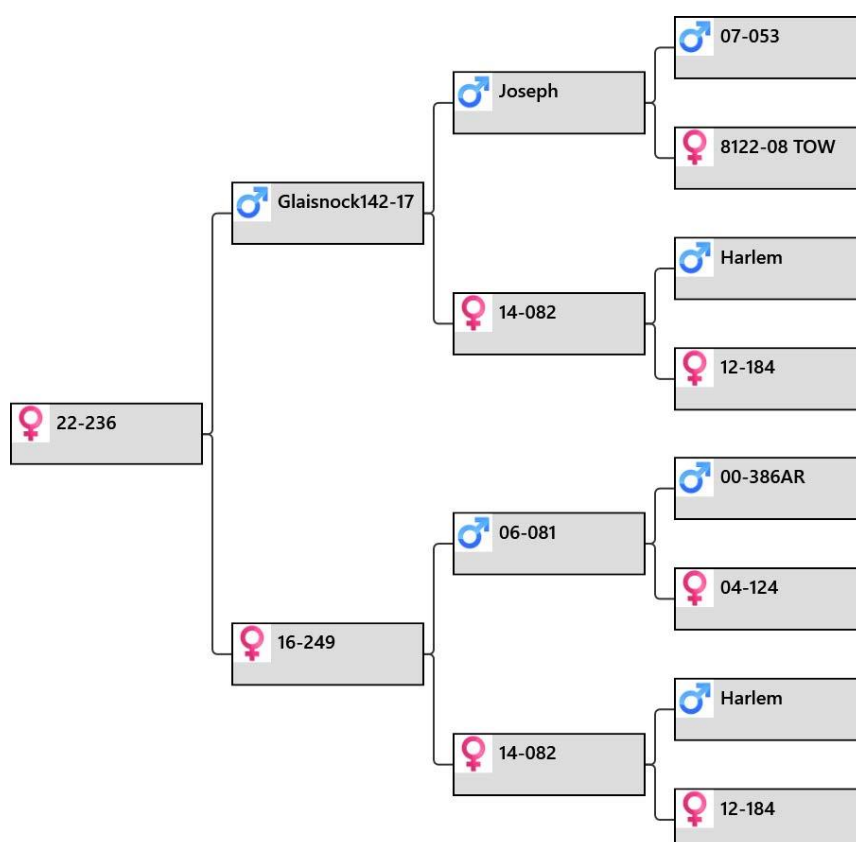 07-053
Joseph
8122-08 TOW
Glaisnock142-17
Harlem
14-082
12-184
22-236
00-386AR
06-081
04-124
16-249
Harlem
14-082
12-184